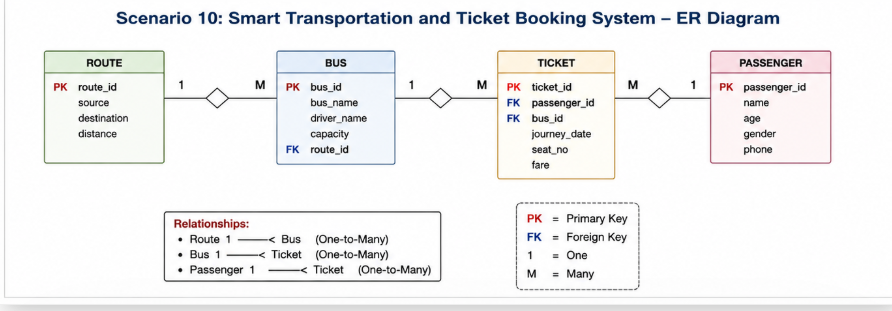 Scenario 10: Smart Transportation and Ticket Booking System – ER Diagram
ROUTE
PK route_id
source
destination
distance
1
M
BUS
PK bus_id
bus_name
driver_name
capacity
FK route_id
1
M
TICKET
PK ticket_id
FK passenger_id
FK bus_id
journey_date
seat_no
fare
M
1
PASSENGER
PK passenger_id
name
age
gender
phone
Relationships:
• Route 1 ——< Bus (One-to-Many)
• Bus 1 ——< Ticket (One-to-Many)
• Passenger 1 ——< Ticket (One-to-Many)
PK = Primary Key
FK = Foreign Key
1 = One
M = Many